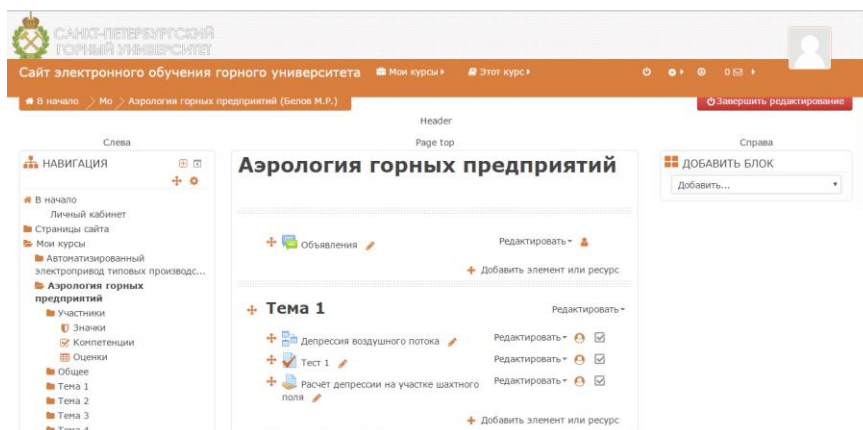 САНКТ-ПЕТЕРБУРГСКИЙ
ГОРНЫЙ УНИВЕРСИТЕТ
Сайт электронного обучения горного университета
Мои курсы
Этот курс
0
В начало
Мо
Аэрология горных предприятий (Белов М.Р.)
Завершить редактирование
Header
Слева
Page top
Справа
НАВИГАЦИЯ
В начало
Личный кабинет
Страницы сайта
Мои курсы
Автоматизированный
электропривод типовых производс...
Аэрология горных
предприятий
Участники
Значки
Компетенции
Оценки
Общее
Тема 1
Тема 2
Тема 3
Тема 4
Аэрология горных предприятий
Объявления
Редактировать
Добавить элемент или ресурс
Тема 1
Редактировать
Депрессия воздушного потока
Редактировать
Тест 1
Редактировать
Расчёт депрессии на участке шахтного
поля
Редактировать
Добавить элемент или ресурс
ДОБАВИТЬ БЛОК
Добавить...